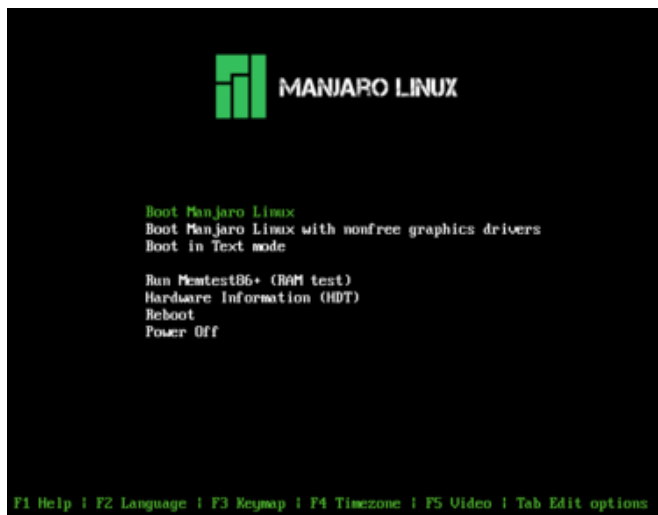 MANJARO LINUX
Boot Manjaro Linux
Boot Manjaro Linux with nonfree graphics drivers
Boot in Text mode
Run Memtest86+ (RAM test)
Hardware Information (HDT)
Reboot
Power Off
F1 Help | F2 Language | F3 Keymap | F4 Timezone | F5 Video | Tab Edit options